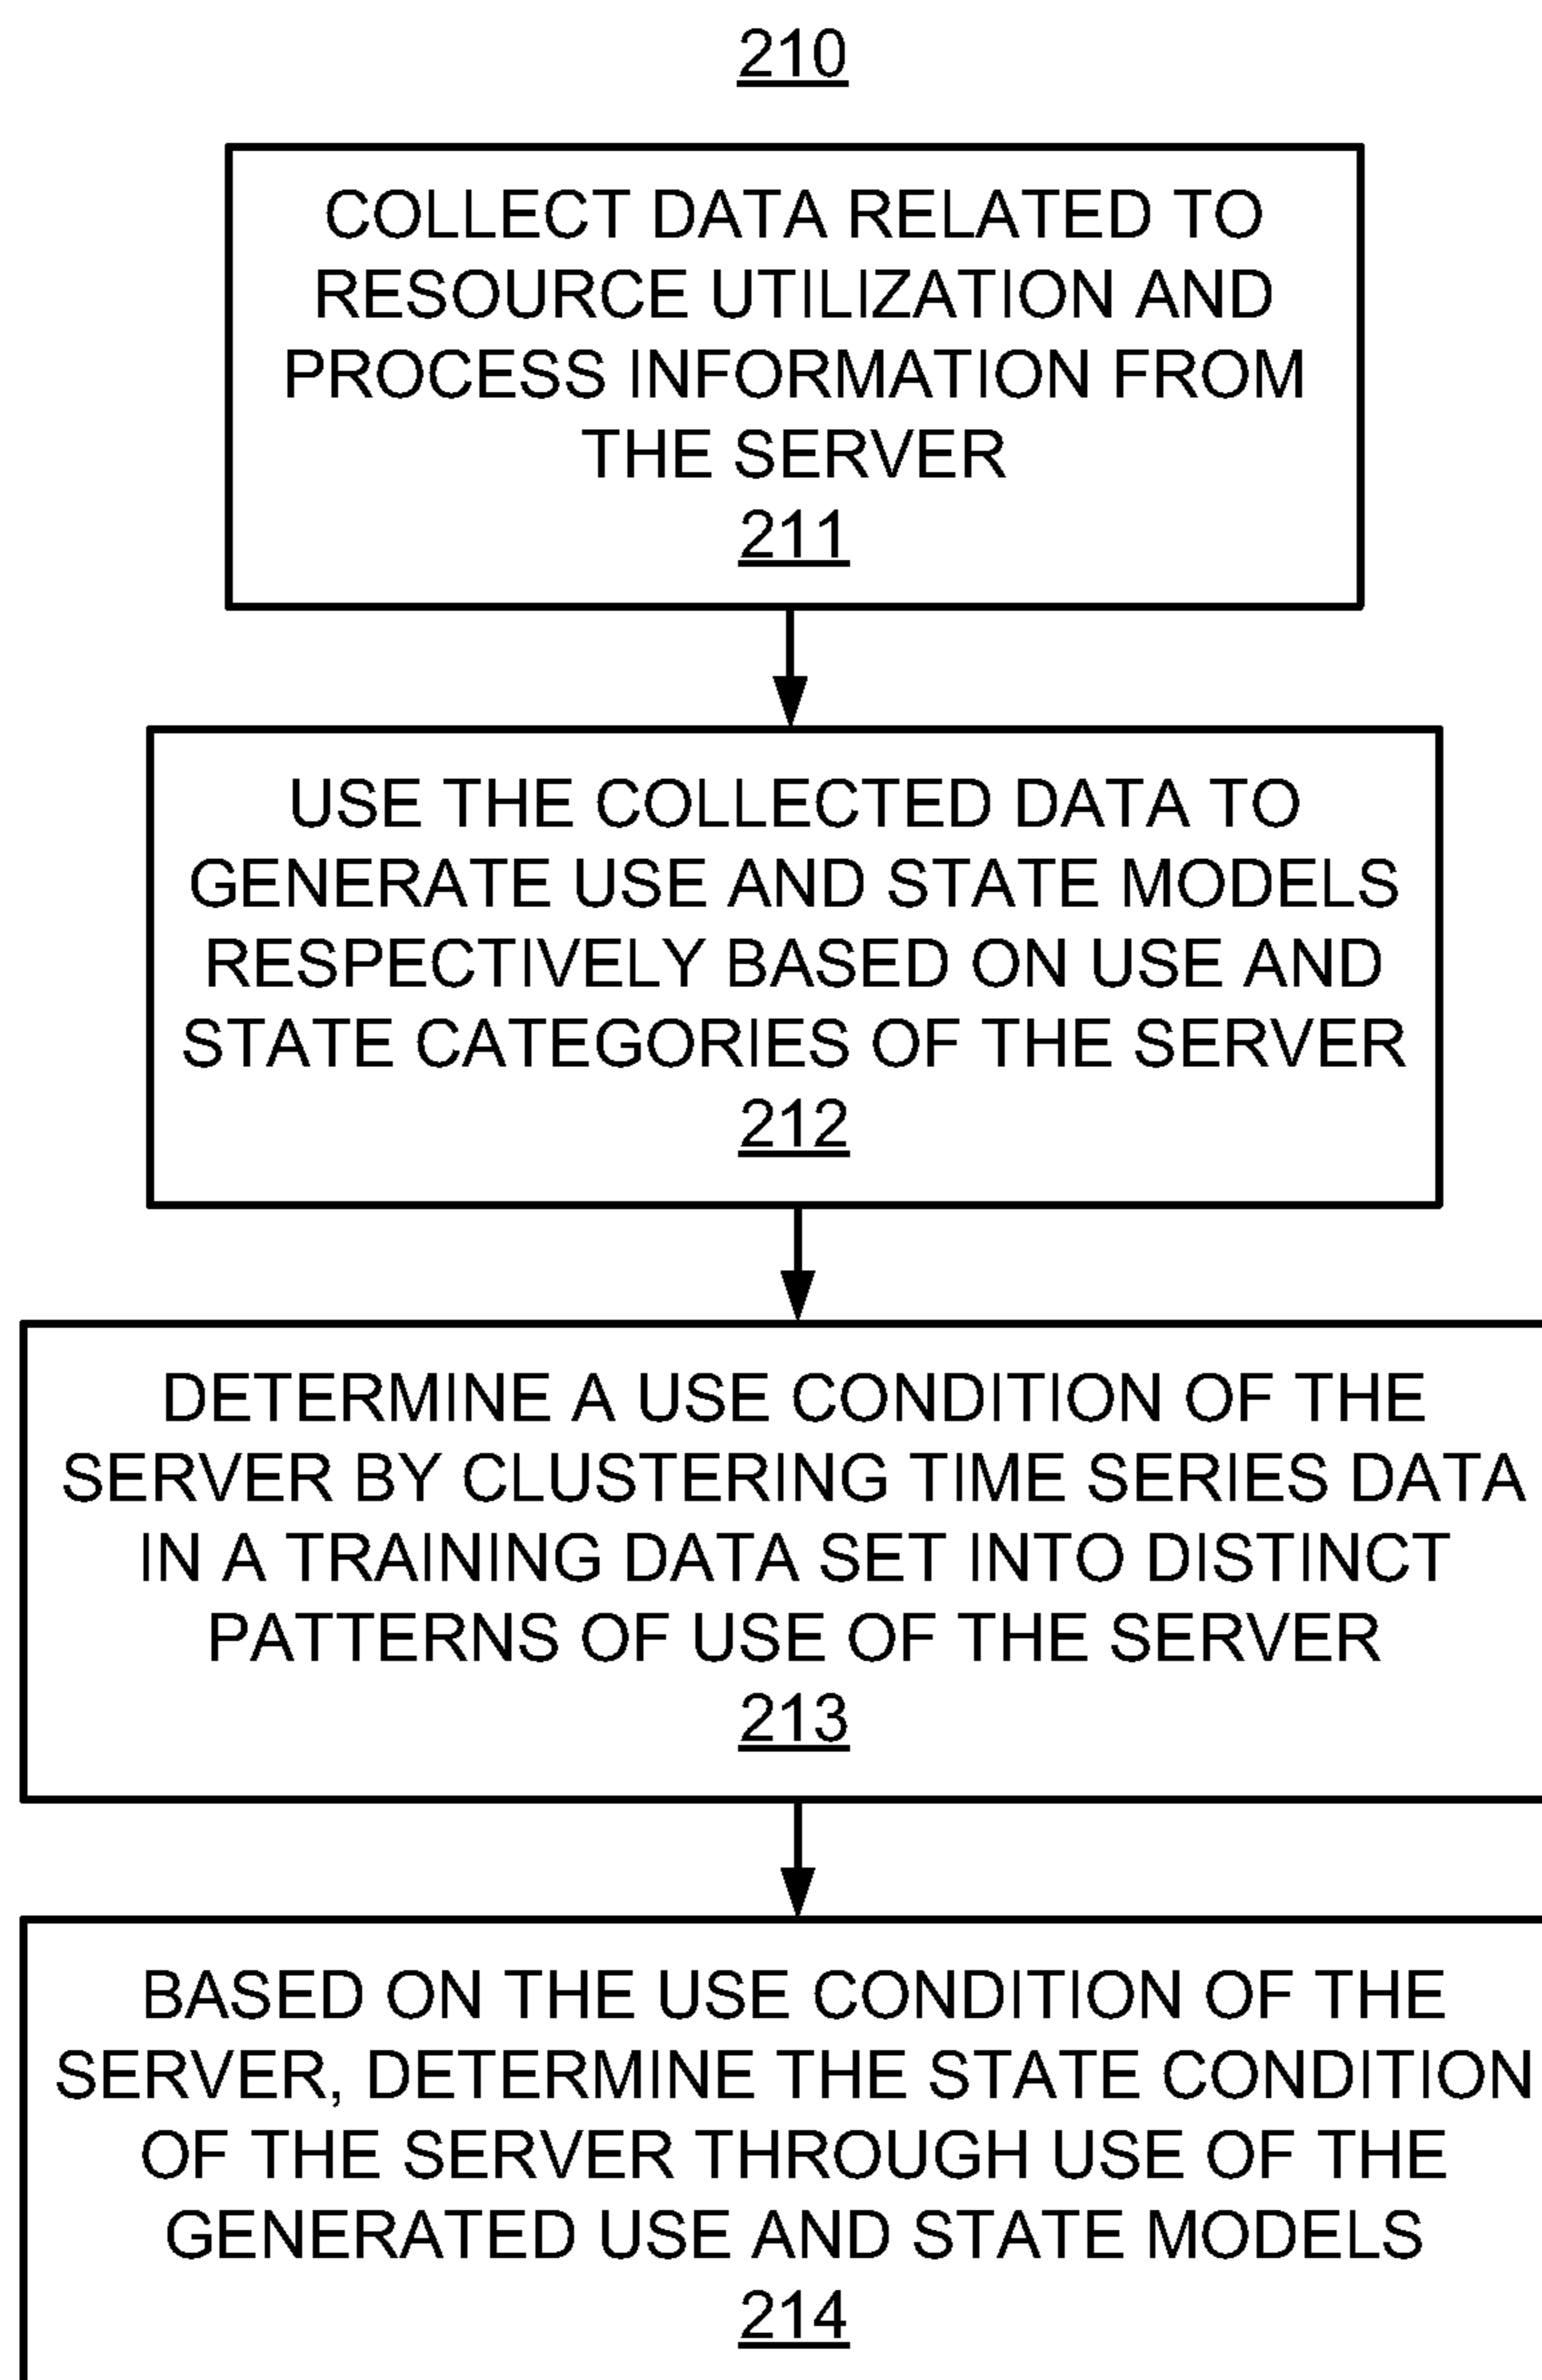 210
COLLECT DATA RELATED TO
RESOURCE UTILIZATION AND
PROCESS INFORMATION FROM
THE SERVER
211
USE THE COLLECTED DATA TO
GENERATE USE AND STATE MODELS
RESPECTIVELY BASED ON USE AND
STATE CATEGORIES OF THE SERVER
212
DETERMINE A USE CONDITION OF THE
SERVER BY CLUSTERING TIME SERIES DATA
IN A TRAINING DATA SET INTO DISTINCT
PATTERNS OF USE OF THE SERVER
213
BASED ON THE USE CONDITION OF THE
SERVER, DETERMINE THE STATE CONDITION
OF THE SERVER THROUGH USE OF THE
GENERATED USE AND STATE MODELS
214